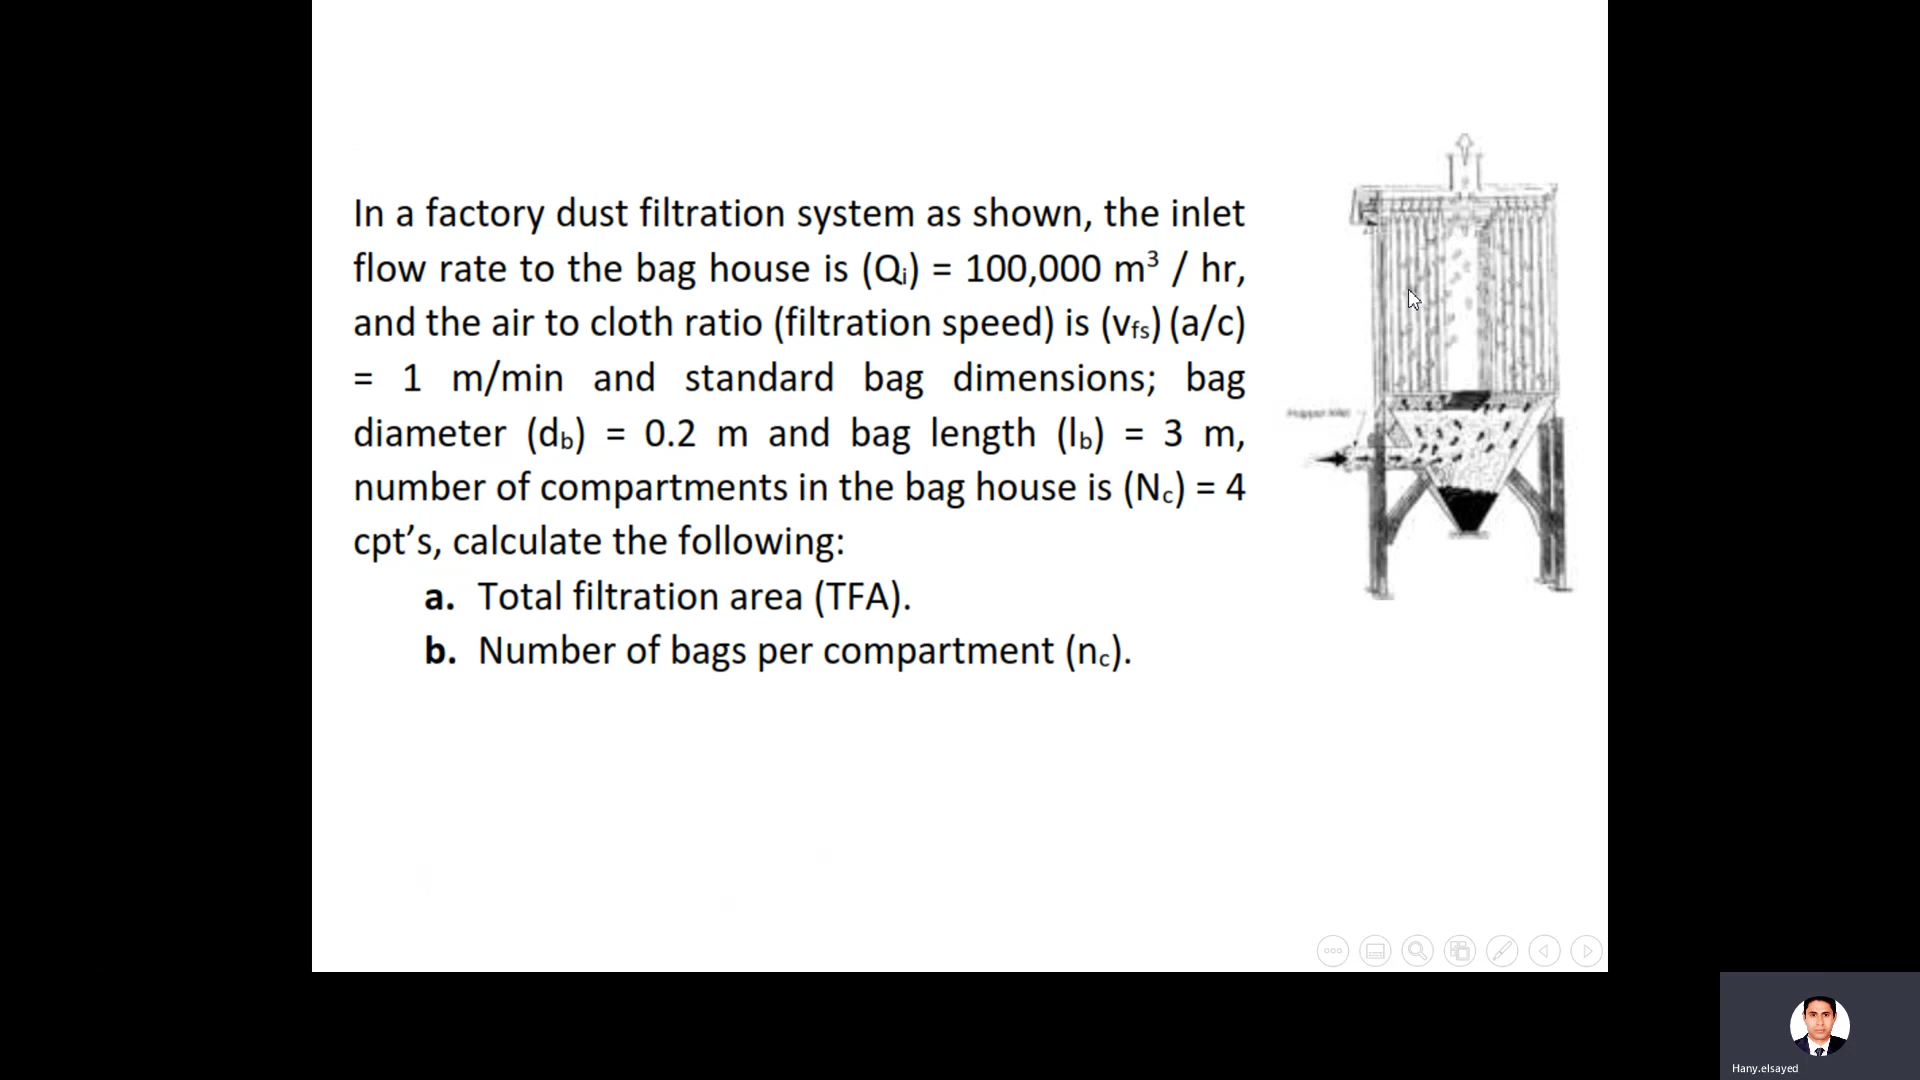 In a factory dust filtration system as shown, the inlet
flow rate to the bag house is (Qᵢ) = 100,000 m³ / hr,
and the air to cloth ratio (filtration speed) is (vfs) (a/c)
= 1 m/min and standard bag dimensions; bag
diameter (db) = 0.2 m and bag length (lb) = 3 m,
number of compartments in the bag house is (Nc) = 4
cpt’s, calculate the following:
a. Total filtration area (TFA).
b. Number of bags per compartment (nc).
Hany.elsayed